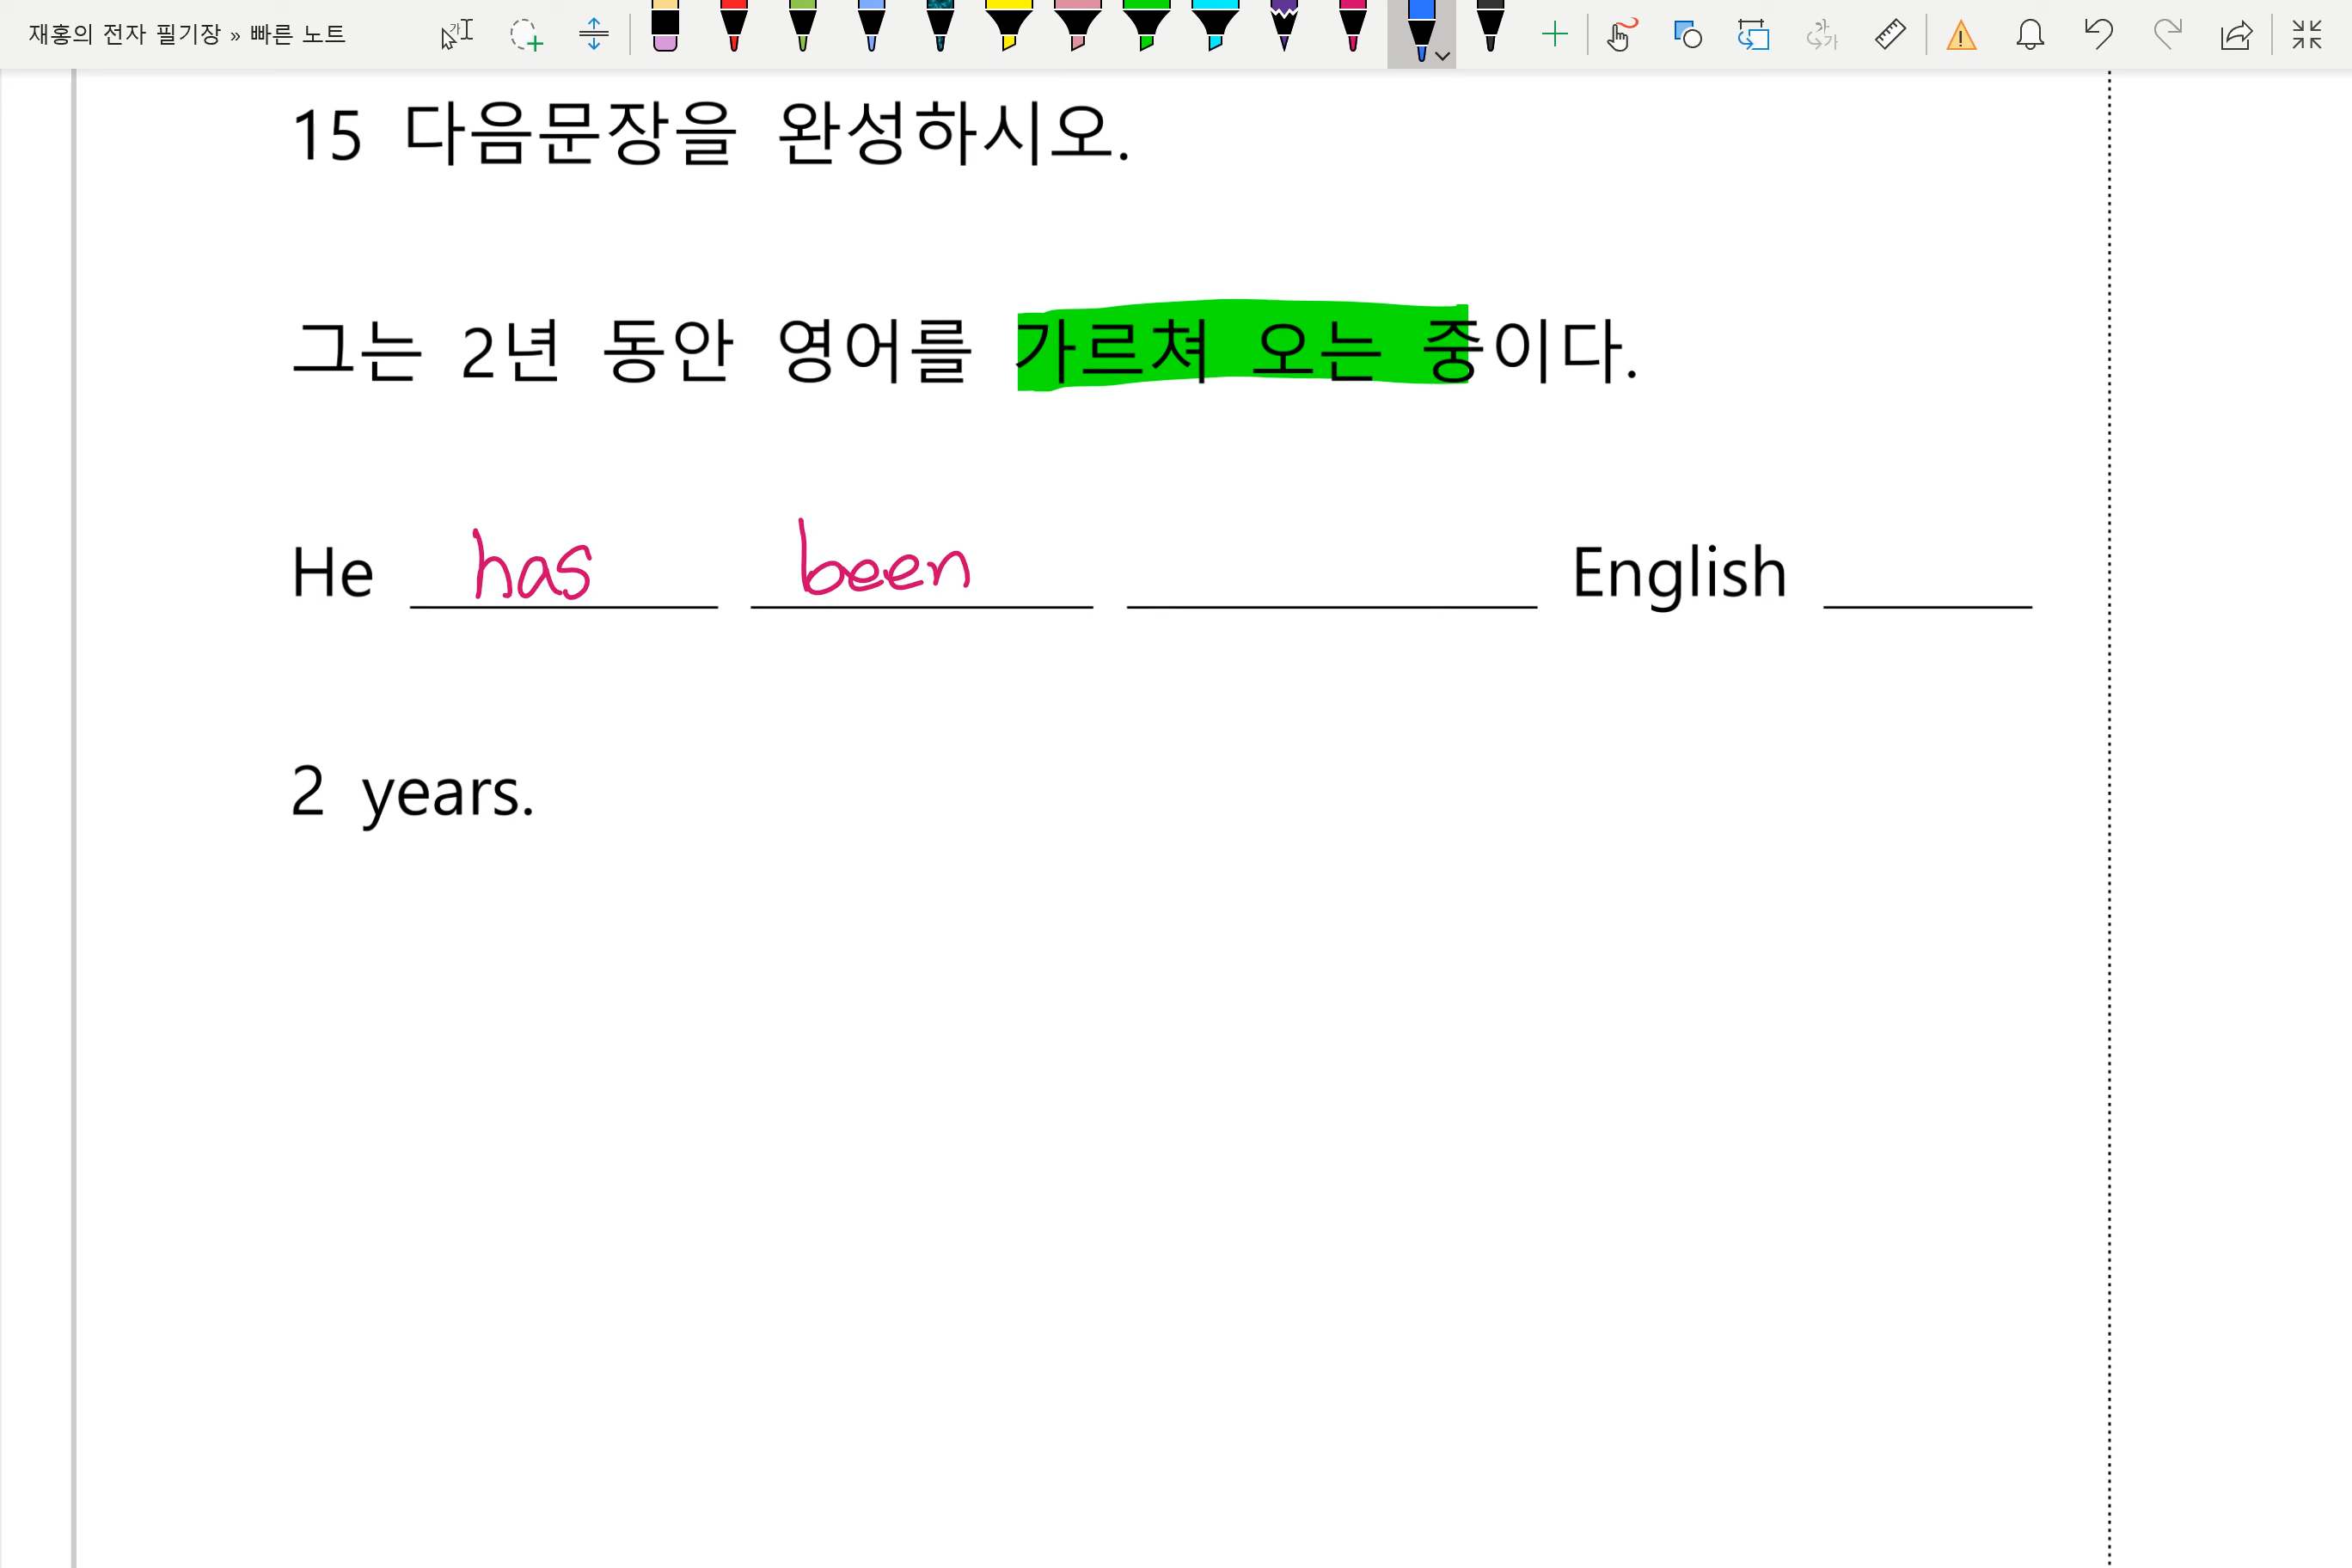 재홍의 전자 필기장 » 빠른 노트
15 다음문장을 완성하시오.
그는 2년 동안 영어를 가르쳐 오는 중이다.
He has been ________ English ________
2 years.